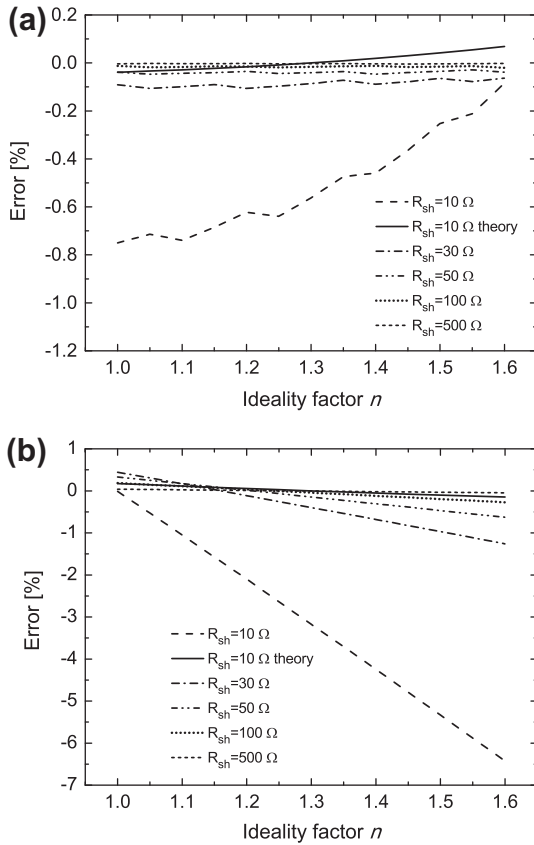 (a)
0.2
0.0
-0.2
-0.4
-0.6
-0.8
-1.0
-1.2
Error [%]
R_sh=10 Ω
R_sh=10 Ω theory
R_sh=30 Ω
R_sh=50 Ω
R_sh=100 Ω
R_sh=500 Ω
1.0 1.1 1.2 1.3 1.4 1.5 1.6
Ideality factor n
(b)
1
0
-1
-2
-3
-4
-5
-6
-7
Error [%]
R_sh=10 Ω
R_sh=10 Ω theory
R_sh=30 Ω
R_sh=50 Ω
R_sh=100 Ω
R_sh=500 Ω
1.0 1.1 1.2 1.3 1.4 1.5 1.6
Ideality factor n